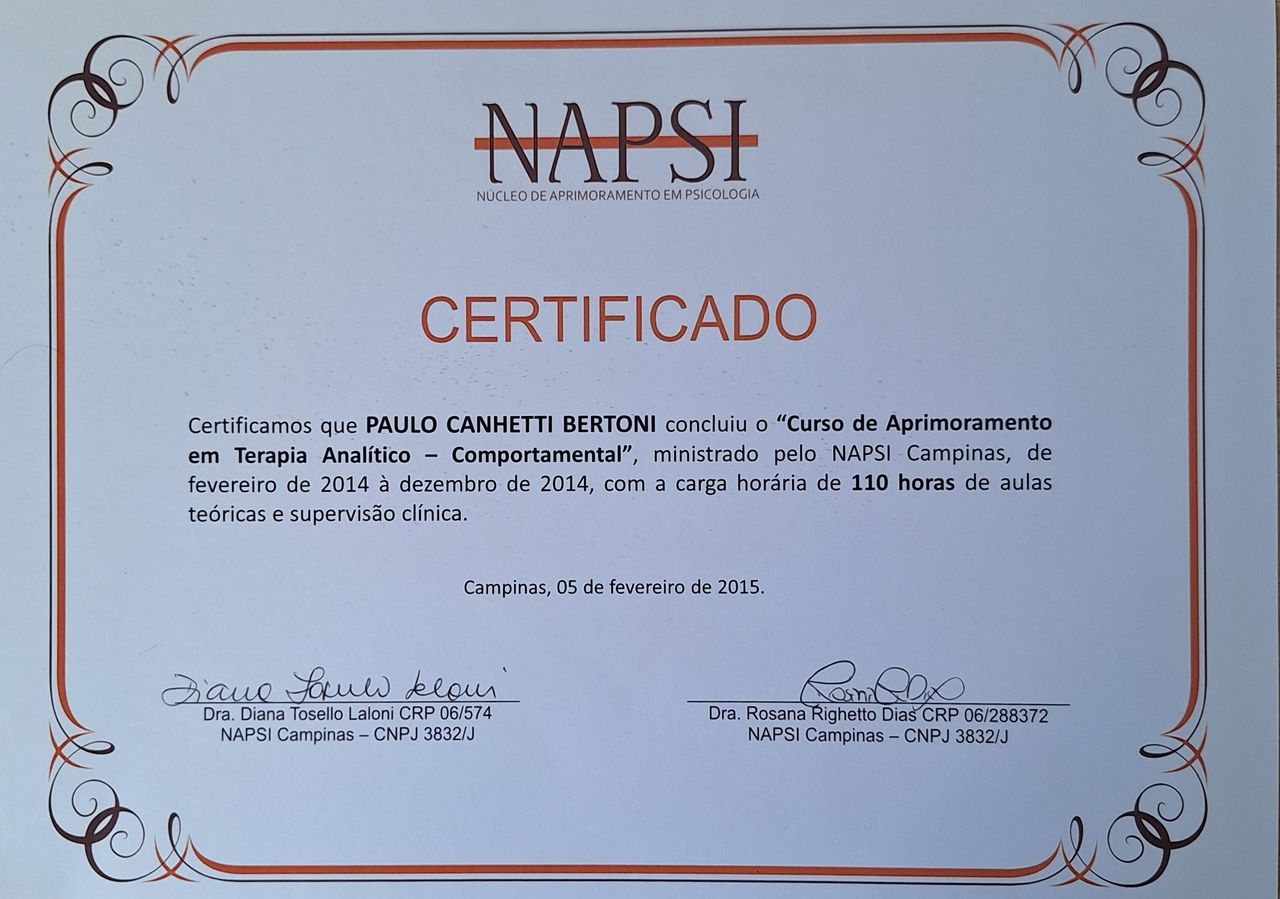 NAPSI
NÚCLEO DE APRIMORAMENTO EM PSICOLOGIA
CERTIFICADO
Certificamos que PAULO CANHETTI BERTONI concluiu o “Curso de Aprimoramento
em Terapia Analítico – Comportamental”, ministrado pelo NAPSI Campinas, de
fevereiro de 2014 à dezembro de 2014, com a carga horária de 110 horas de aulas
teóricas e supervisão clínica.
Campinas, 05 de fevereiro de 2015.
Dra. Diana Tosello Laloni CRP 06/574
NAPSI Campinas – CNPJ 3832/J
Dra. Rosana Righetto Dias CRP 06/288372
NAPSI Campinas – CNPJ 3832/J